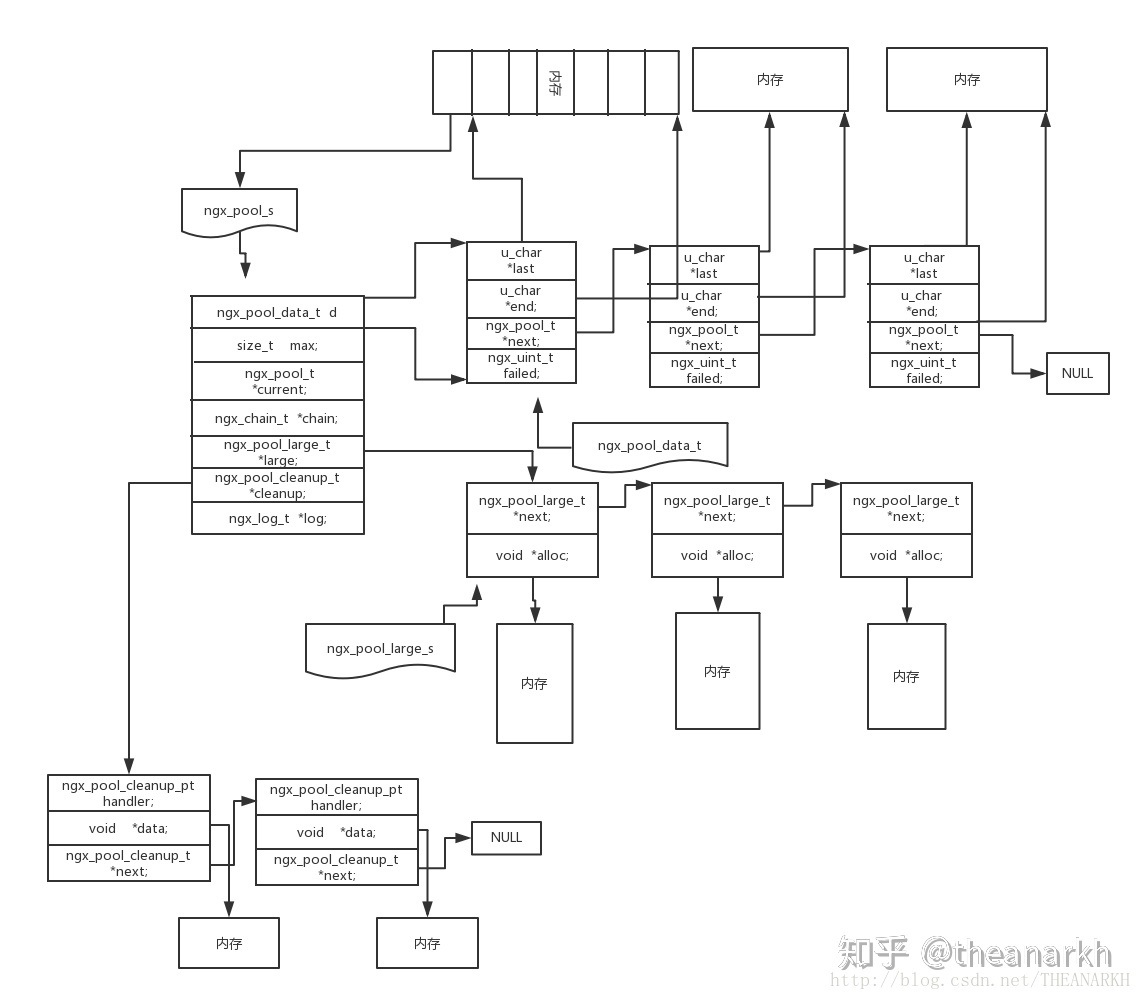 内存
内存
内存
ngx_pool_s
ngx_pool_data_t d
size_t max;
ngx_pool_t
*current;
ngx_chain_t *chain;
ngx_pool_large_t
*large;
ngx_pool_cleanup_t
*cleanup;
ngx_log_t *log;
u_char
*last
u_char
*end;
ngx_pool_t
*next;
ngx_uint_t
failed;
u_char
*last
u_char
*end;
ngx_pool_t
*next;
ngx_uint_t
failed;
u_char
*last
u_char
*end;
ngx_pool_t
*next;
ngx_uint_t
failed;
NULL
ngx_pool_data_t
ngx_pool_large_t
*next;
void *alloc;
ngx_pool_large_t
*next;
void *alloc;
ngx_pool_large_t
*next;
void *alloc;
ngx_pool_large_s
内存
内存
内存
ngx_pool_cleanup_pt
handler;
void *data;
ngx_pool_cleanup_t
*next;
ngx_pool_cleanup_pt
handler;
void *data;
ngx_pool_cleanup_t
*next;
NULL
内存
内存
知乎 @theanarkh
http://blog.csdn.net/THEANARKH